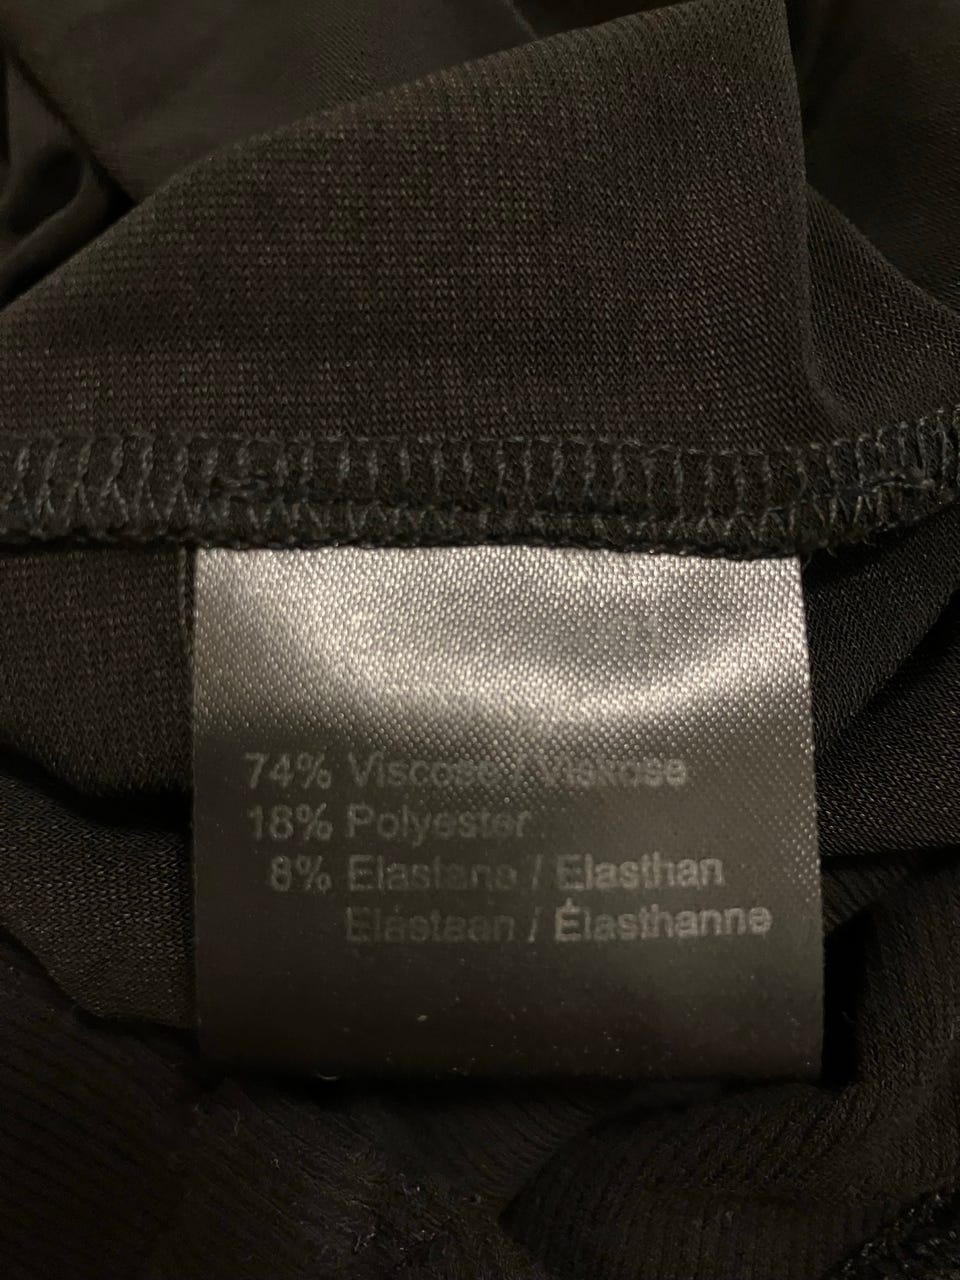 74% Viscose / Viskose
18% Polyester
8% Elastane / Elasthan
Elastaan / Élasthanne